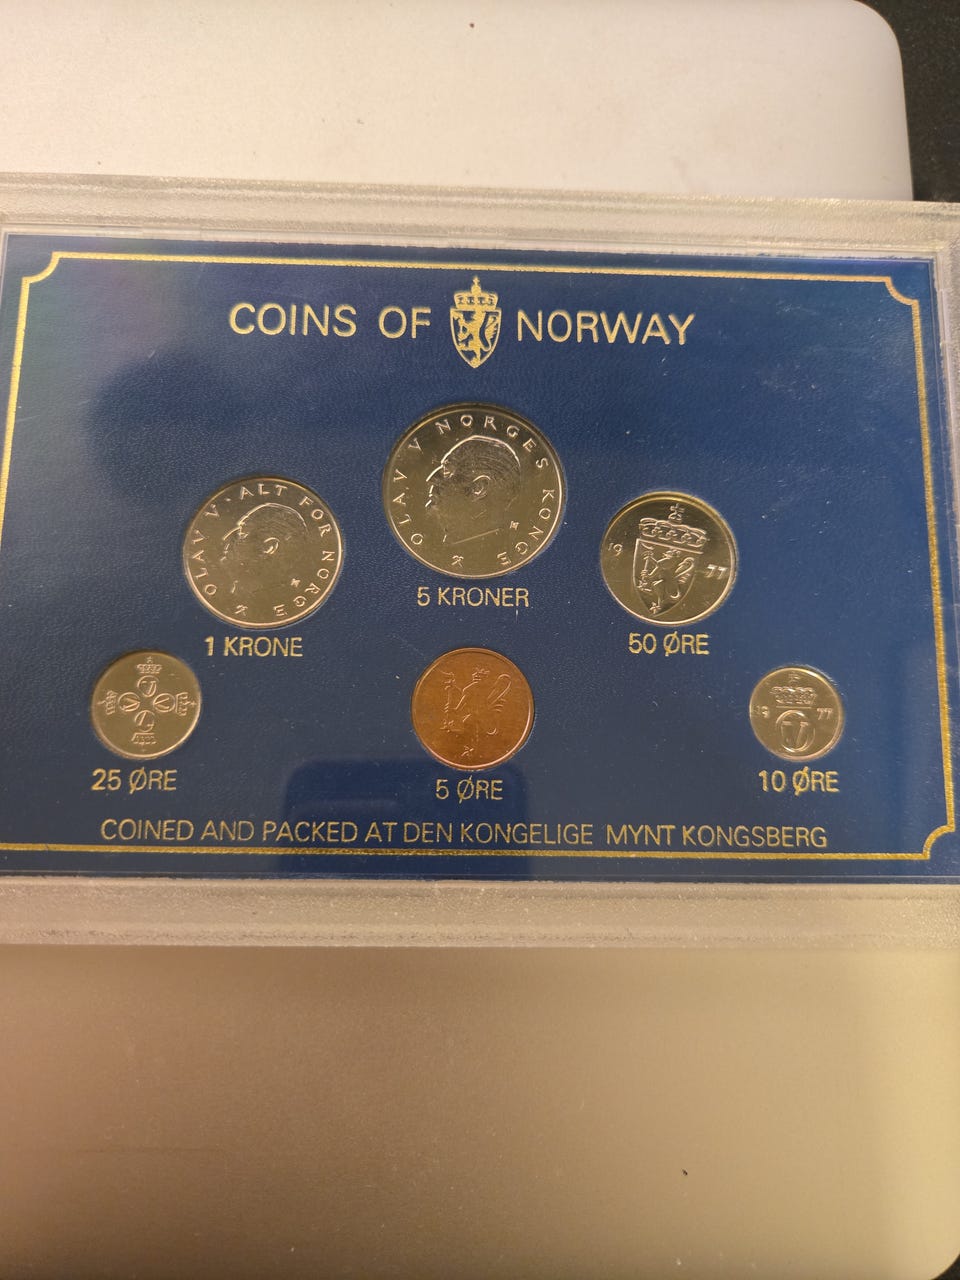 COINS OF NORWAY
OLAV V NORGES KONGE
OLAV V · ALT FOR NORGE
19 77
5 KRONER
1 KRONE
50 ØRE
19 77
25 ØRE
5 ØRE
10 ØRE
COINED AND PACKED AT DEN KONGELIGE MYNT KONGSBERG